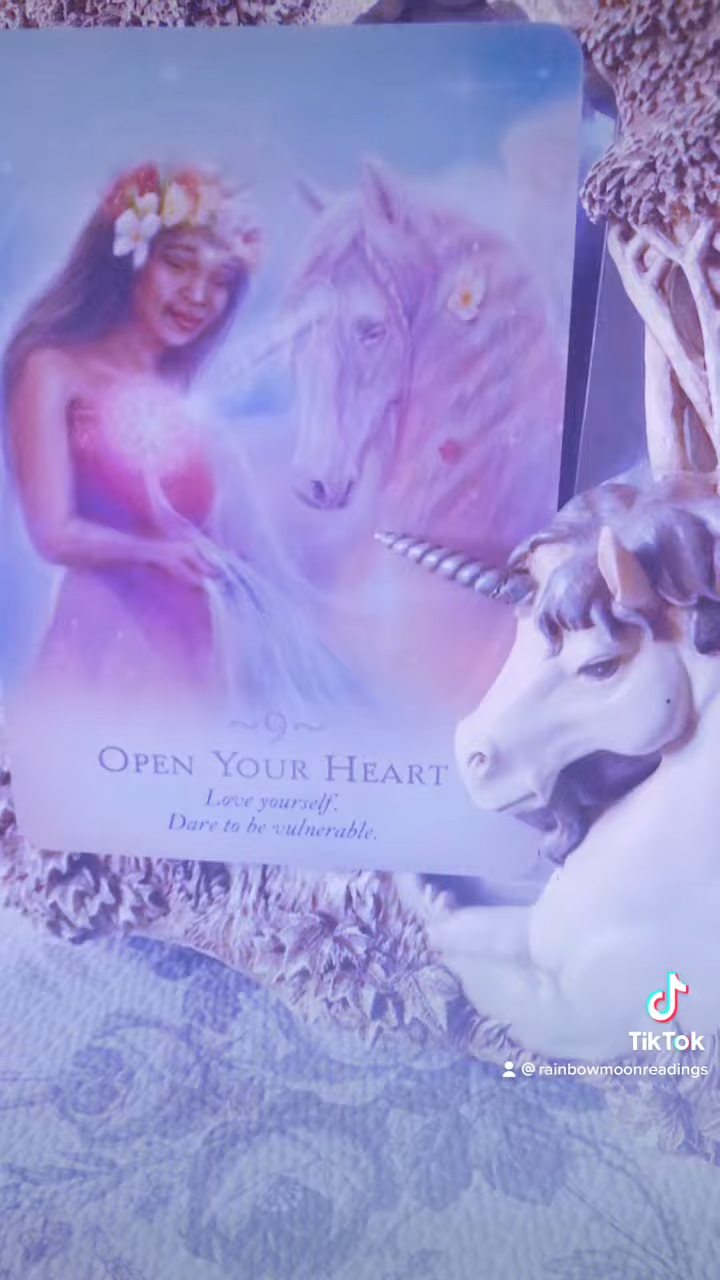 ~9~
OPEN YOUR HEART
Love yourself.
Dare to be vulnerable.
TikTok
@rainbowmoonreadings